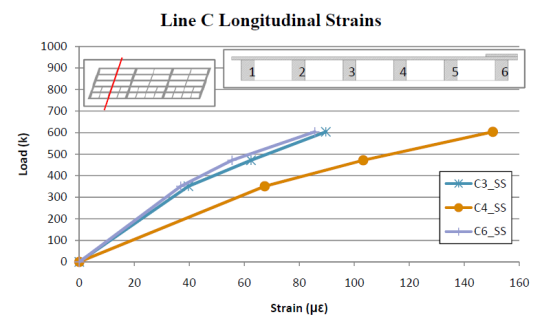 Line C Longitudinal Strains
1000
900
800
700
600
500
400
300
200
100
0
Load (k)
1 2 3 4 5 6
C3_SS
C4_SS
C6_SS
0 20 40 60 80 100 120 140 160
Strain (με)